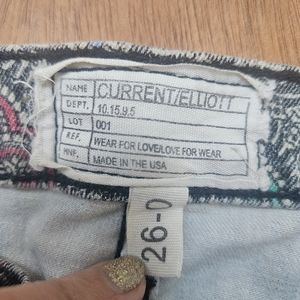 NAME CURRENT/ELLIOTT
DEPT. 10.15.9.5
LOT 001
REF. WEAR FOR LOVE/LOVE FOR WEAR
MNF. MADE IN THE USA
26-0